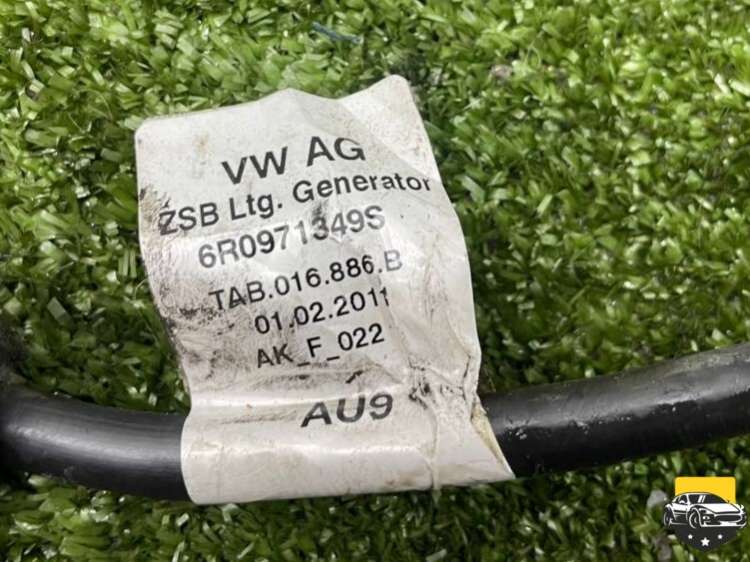 VW AG
ZSB Ltg. Generator
6R0971349S
TAB.016.886.B
01.02.2011
AK_F_022
AU9